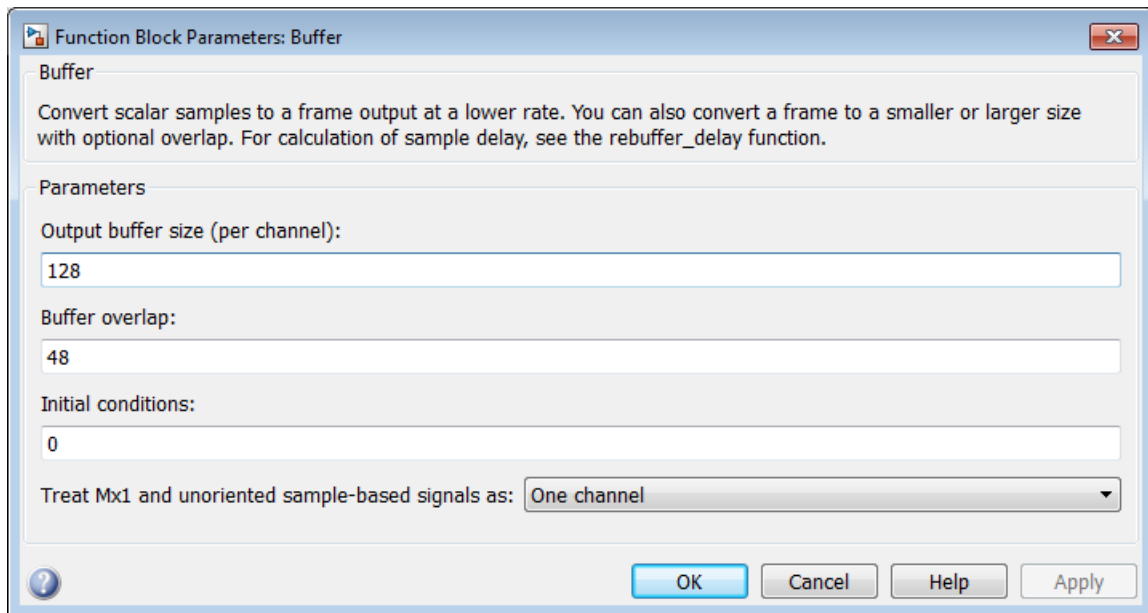 Function Block Parameters: Buffer
Buffer
Convert scalar samples to a frame output at a lower rate. You can also convert a frame to a smaller or larger size
with optional overlap. For calculation of sample delay, see the rebuffer_delay function.
Parameters
Output buffer size (per channel):
128
Buffer overlap:
48
Initial conditions:
0
Treat Mx1 and unoriented sample-based signals as: One channel
? OK Cancel Help Apply